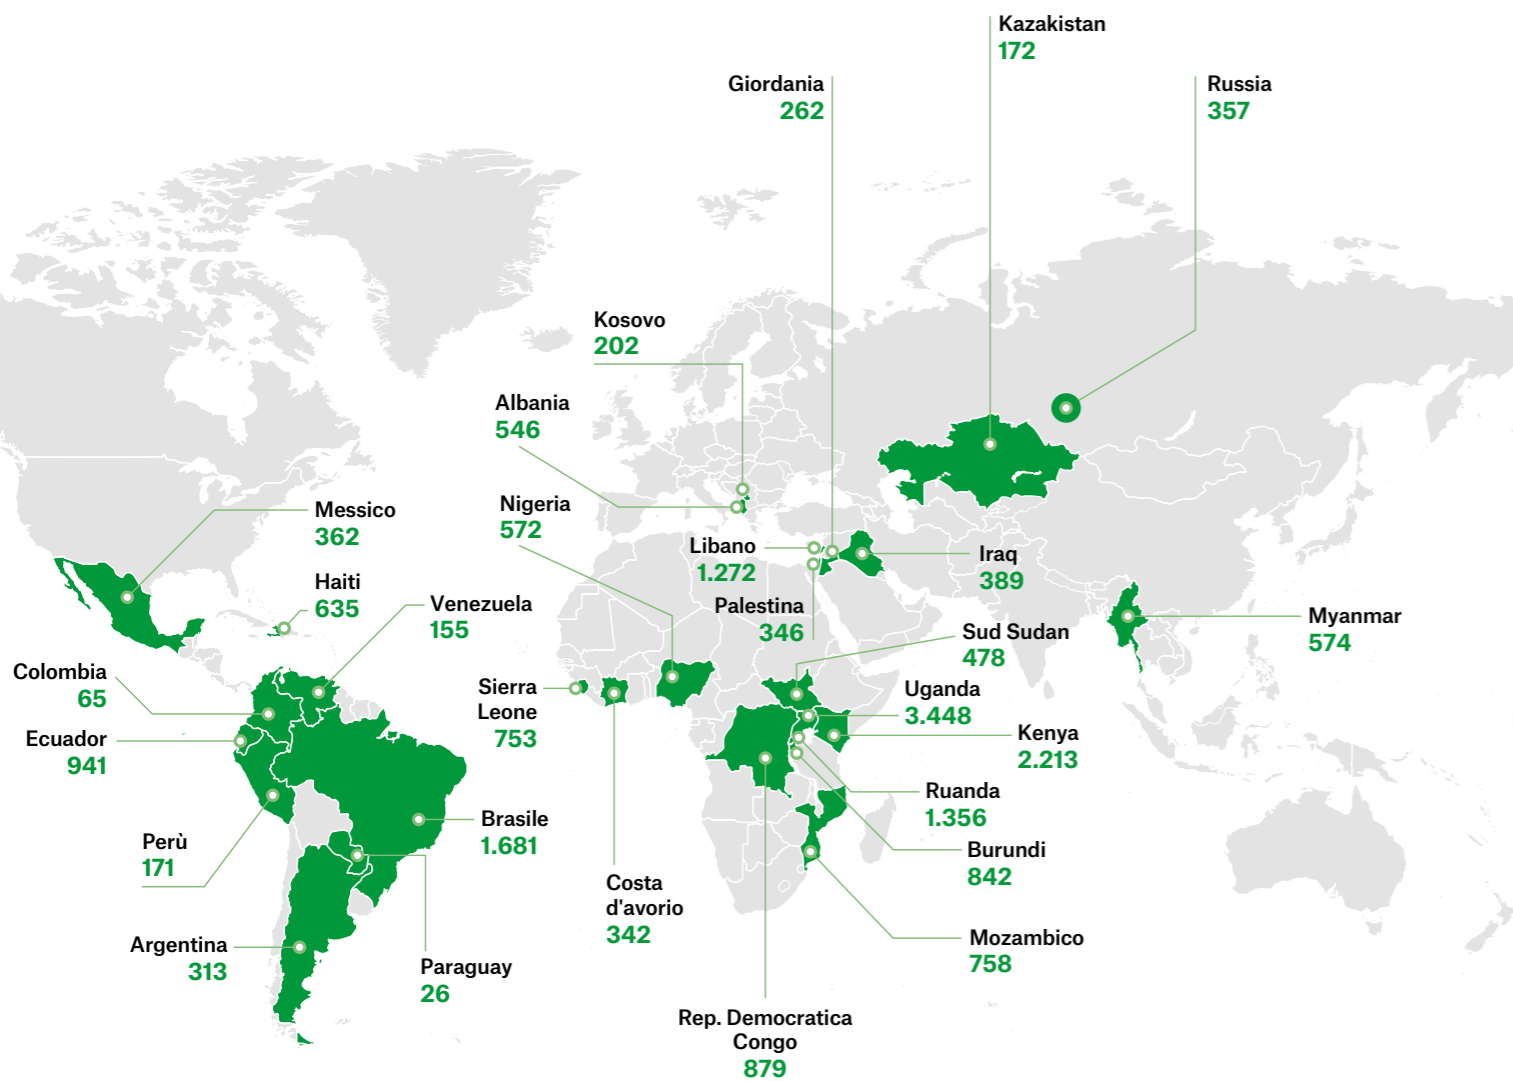 Kazakistan
172
Giordania
262
Russia
357
Kosovo
202
Albania
546
Nigeria
572
Messico
362
Libano
1.272
Iraq
389
Haiti
635
Venezuela
155
Palestina
346
Myanmar
574
Sud Sudan
478
Colombia
65
Sierra
Leone
753
Uganda
3.448
Ecuador
941
Kenya
2.213
Ruanda
1.356
Brasile
1.681
Perù
171
Burundi
842
Costa
d'avorio
342
Argentina
313
Mozambico
758
Paraguay
26
Rep. Democratica
Congo
879